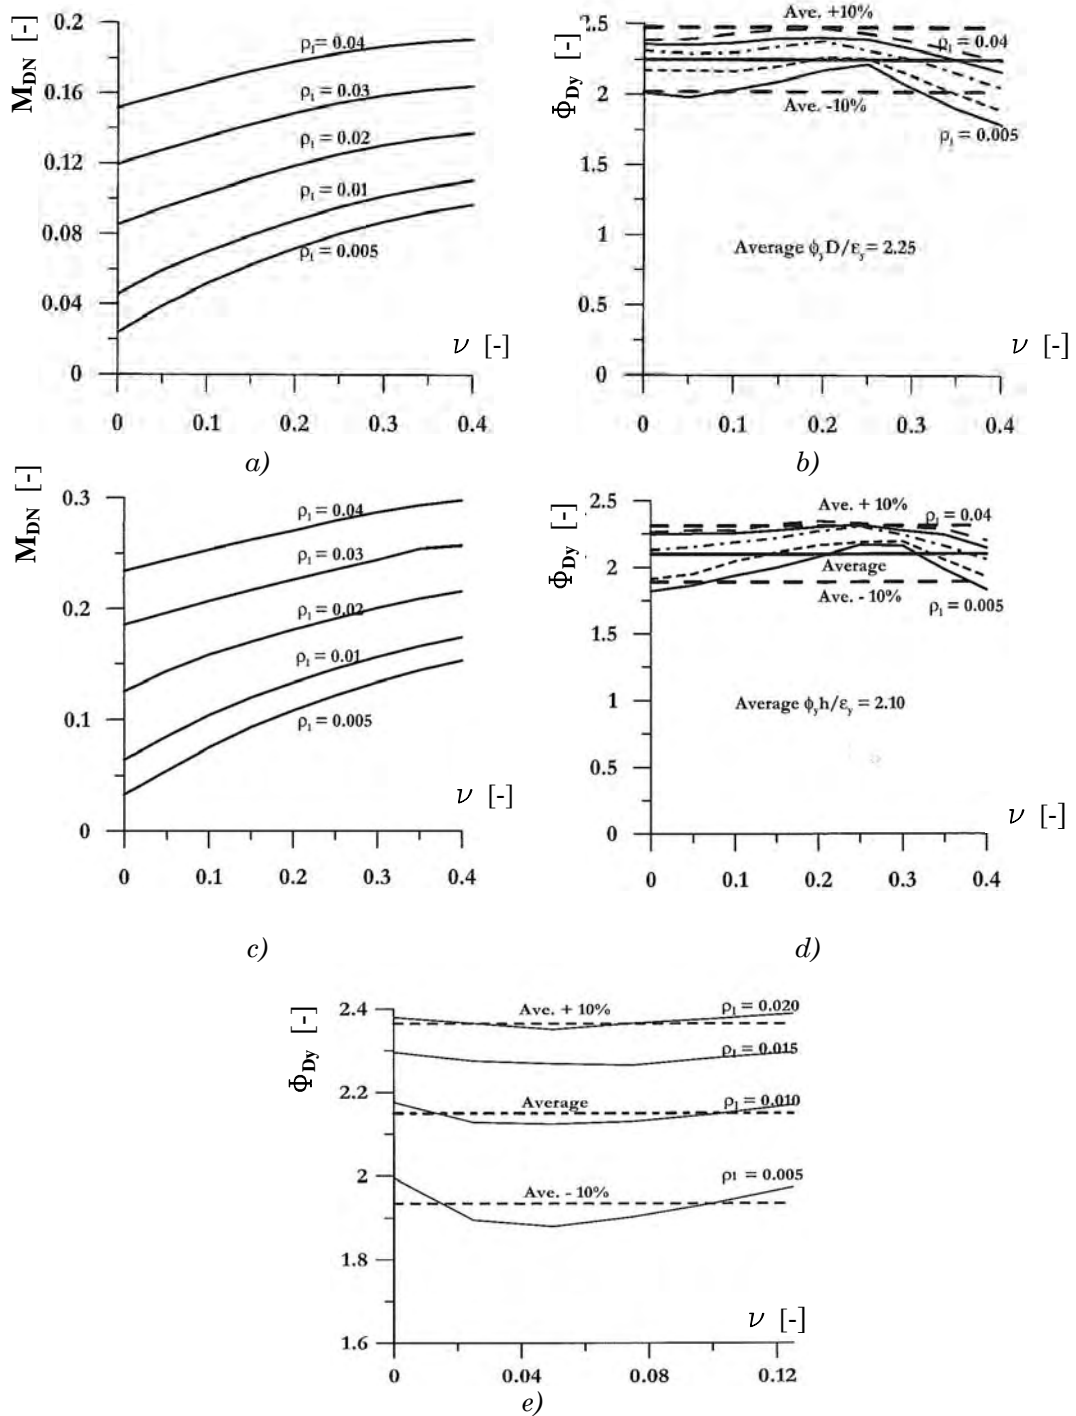 M_DN [-]
0.2
0.16
0.12
0.08
0.04
0
ρ_l = 0.04
ρ_l = 0.03
ρ_l = 0.02
ρ_l = 0.01
ρ_l = 0.005
ν [-]
0 0.1 0.2 0.3 0.4
a)
Φ_Dy [-]
2.5
2
1.5
1
0.5
0
Ave. +10%
ρ_l = 0.04
Ave. -10%
ρ_l = 0.005
Average ϕ_yD/ε_y = 2.25
ν [-]
0 0.1 0.2 0.3 0.4
b)
M_DN [-]
0.3
0.2
0.1
0
ρ_l = 0.04
ρ_l = 0.03
ρ_l = 0.02
ρ_l = 0.01
ρ_l = 0.005
ν [-]
0 0.1 0.2 0.3 0.4
c)
Φ_Dy [-]
2.5
2
1.5
1
0.5
0
Ave. + 10%
ρ_l = 0.04
Average
Ave. - 10%
ρ_l = 0.005
Average ϕ_yh/ε_y = 2.10
ν [-]
0 0.1 0.2 0.3 0.4
d)
Φ_Dy [-]
2.4
2.2
2
1.8
1.6
Ave. + 10%
ρ_l = 0.020
ρ_l = 0.015
Average
ρ_l = 0.010
ρl = 0.005
Ave. - 10%
ν [-]
0 0.04 0.08 0.12
e)